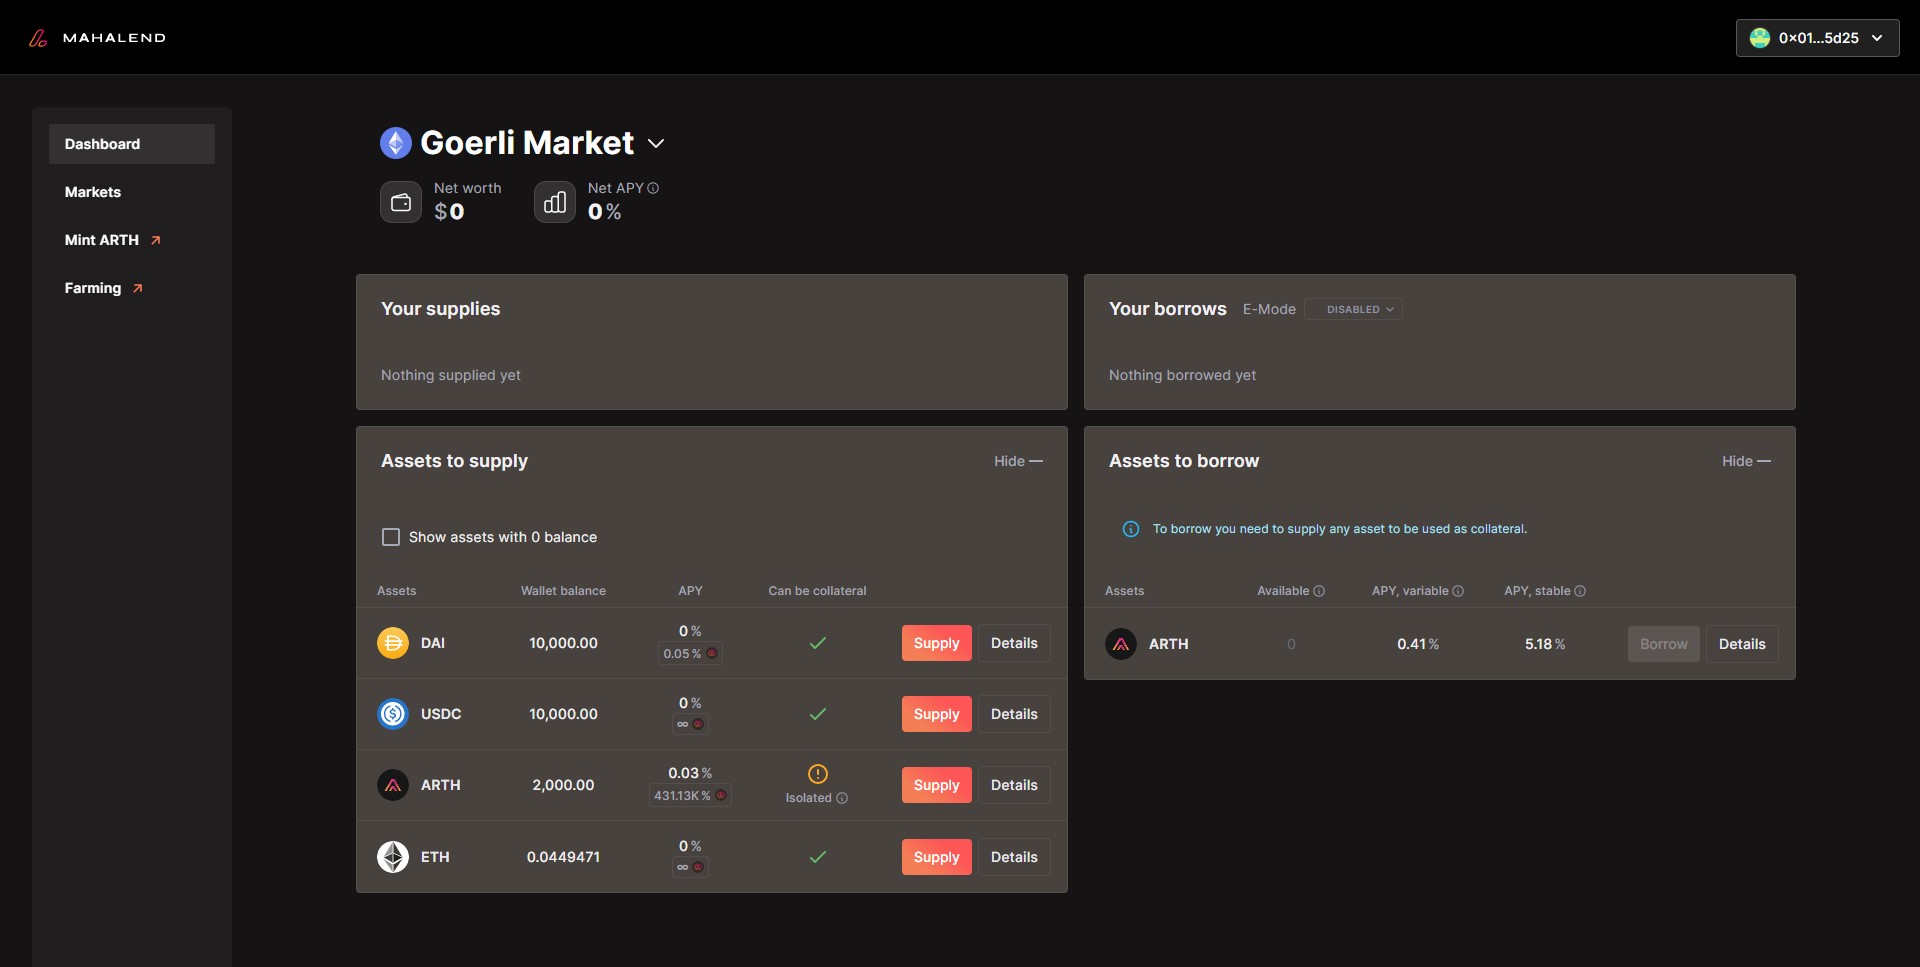 MAHALEND
0x01...5d25
Dashboard
Markets
Mint ARTH
Farming
Goerli Market
Net worth
$0
Net APY
0%
Your supplies
Nothing supplied yet
Your borrows E-Mode DISABLED
Nothing borrowed yet
Assets to supply Hide
Show assets with 0 balance
Assets Wallet balance APY Can be collateral
DAI 10,000.00 0% Supply Details
0.05%
USDC 10,000.00 0% Supply Details
∞
ARTH 2,000.00 0.03% Supply Details
431.13K% Isolated
ETH 0.0449471 0% Supply Details
∞
Assets to borrow Hide
To borrow you need to supply any asset to be used as collateral.
Assets Available APY, variable APY, stable
ARTH 0 0.41% 5.18% Borrow Details